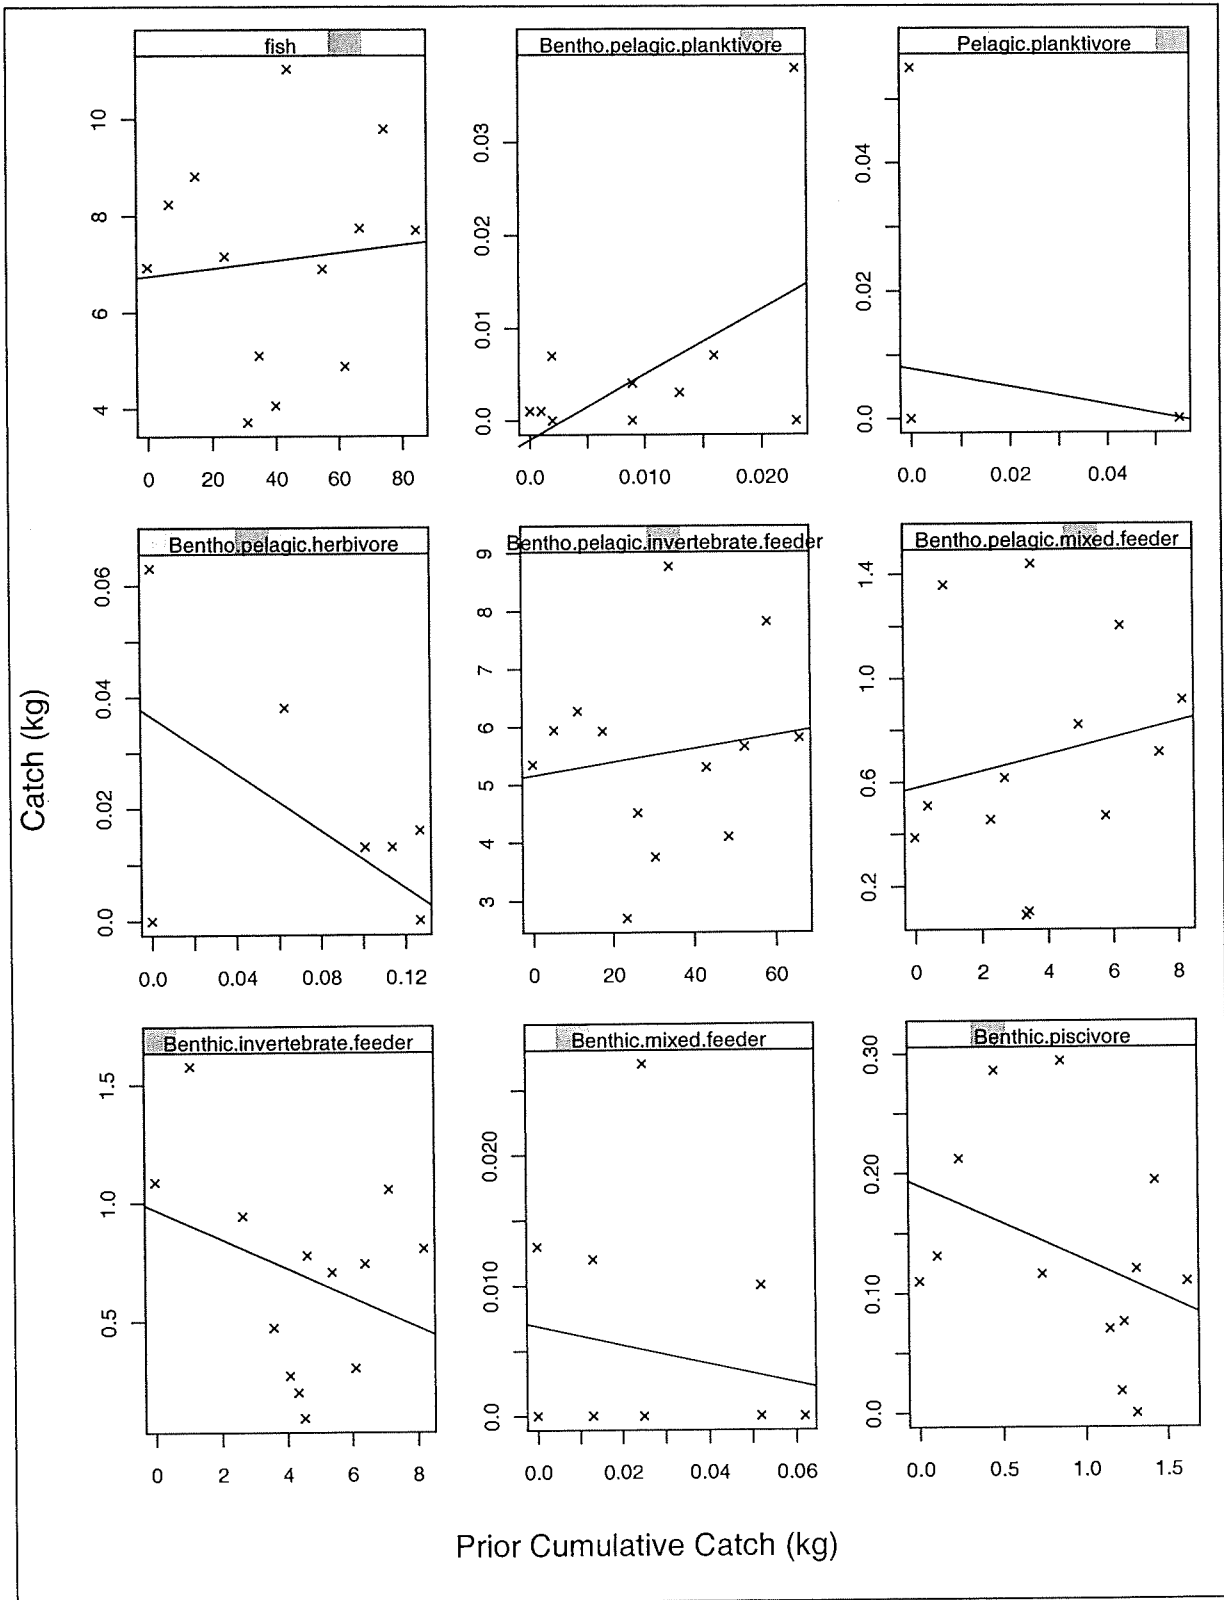 fish
Bentho.pelagic.planktivore
Pelagic.planktivore
10
8
6
4
0 20 40 60 80
0.03
0.02
0.01
0.0
0.0 0.010 0.020
0.04
0.02
0.0
0.0 0.02 0.04
Bentho.pelagic.herbivore
Bentho.pelagic.invertebrate.feeder
Bentho.pelagic.mixed.feeder
0.06
0.04
0.02
0.0
0.0 0.04 0.08 0.12
9
8
7
6
5
4
3
0 20 40 60
1.4
1.0
0.6
0.2
0 2 4 6 8
Catch (kg)
Benthic.invertebrate.feeder
Benthic.mixed.feeder
Benthic.piscivore
1.5
1.0
0.5
0 2 4 6 8
0.020
0.010
0.0
0.0 0.02 0.04 0.06
0.30
0.20
0.10
0.0
0.0 0.5 1.0 1.5
Prior Cumulative Catch (kg)